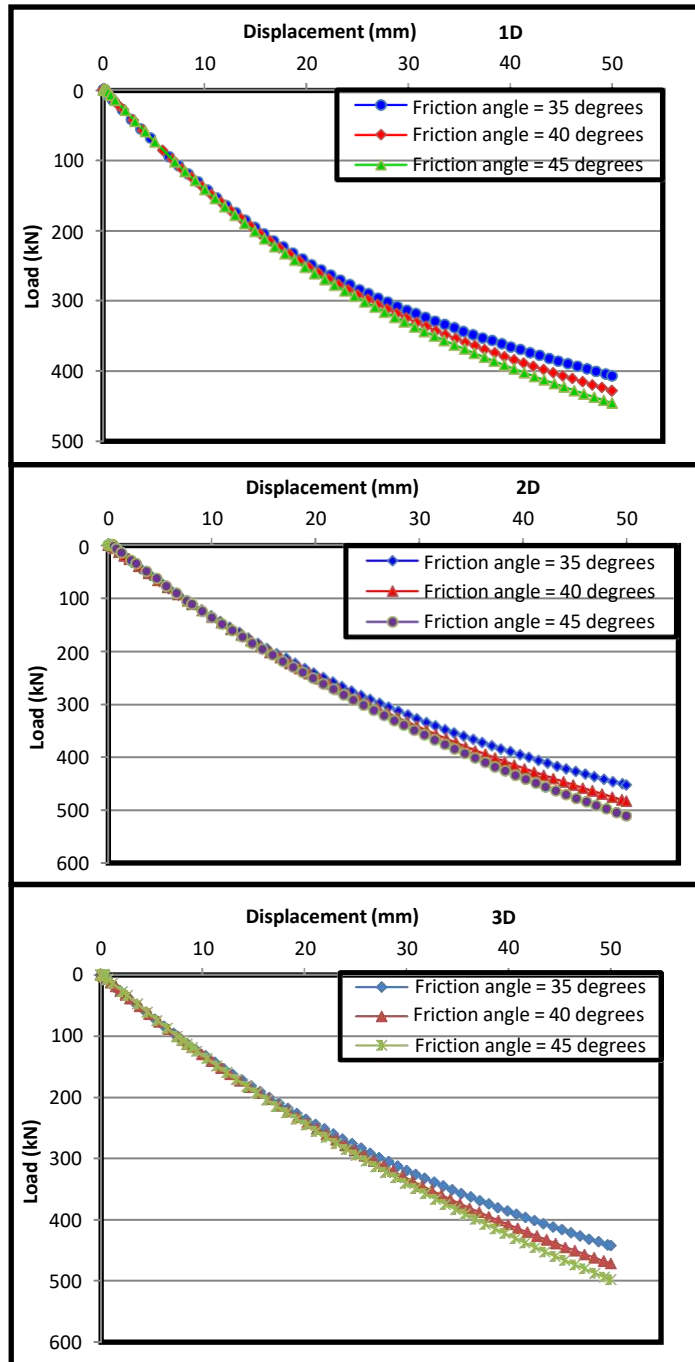 Displacement (mm) 1D
0 10 20 30 40 50
0
Friction angle = 35 degrees
Friction angle = 40 degrees
100
Friction angle = 45 degrees
200
Load (kN)
300
400
500
Displacement (mm) 2D
0 10 20 30 40 50
0
Friction angle = 35 degrees
Friction angle = 40 degrees
100
Friction angle = 45 degrees
200
Load (kN)
300
400
500
600
Displacement (mm) 3D
0 10 20 30 40 50
0
Friction angle = 35 degrees
Friction angle = 40 degrees
100
Friction angle = 45 degrees
200
Load (kN)
300
400
500
600